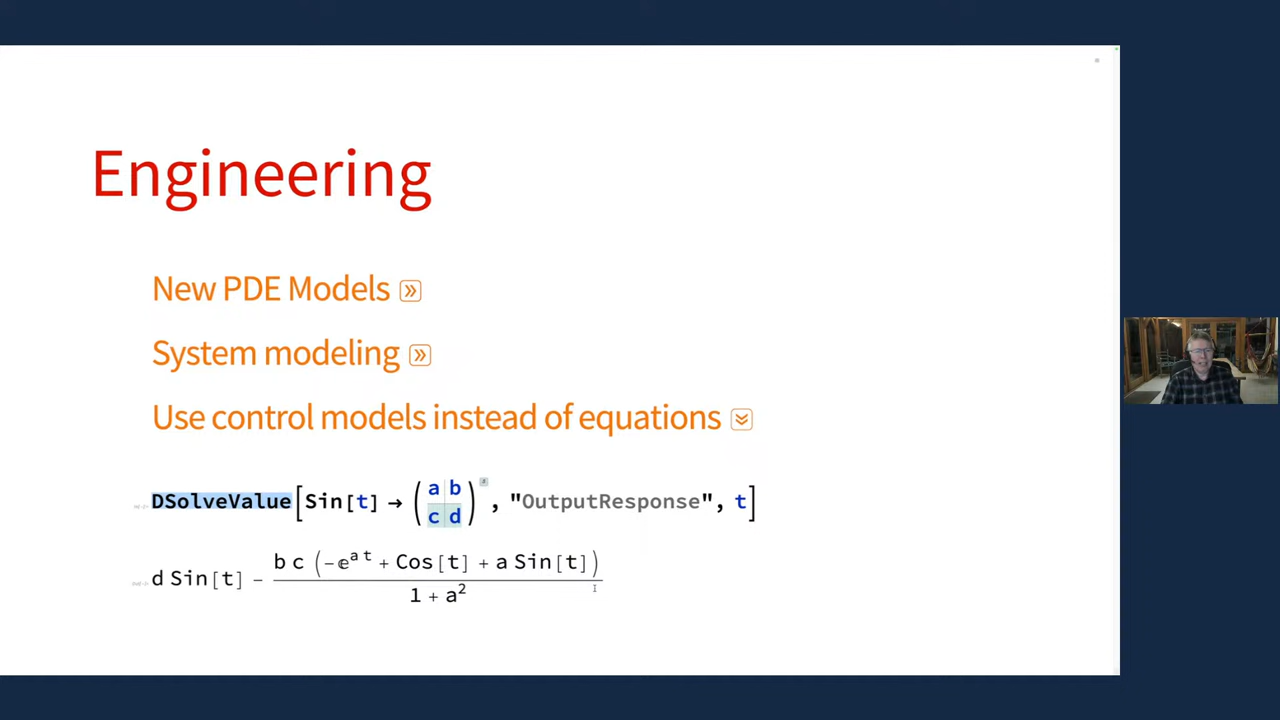 Engineering
New PDE Models »
System modeling »
Use control models instead of equations
DSolveValue[Sin[t] → (a b
c d), "OutputResponse", t]
d Sin[t] - b c (-ⅇ^(a t) + Cos[t] + a Sin[t])
1 + a²